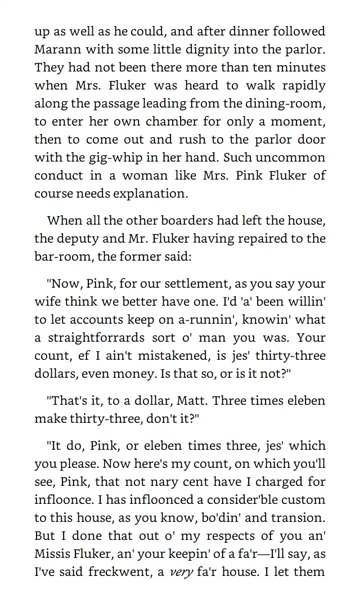 up as well as he could, and after dinner followed
Marann with some little dignity into the parlor.
They had not been there more than ten minutes
when Mrs. Fluker was heard to walk rapidly
along the passage leading from the dining-room,
to enter her own chamber for only a moment,
then to come out and rush to the parlor door
with the gig-whip in her hand. Such uncommon
conduct in a woman like Mrs. Pink Fluker of
course needs explanation.
When all the other boarders had left the house,
the deputy and Mr. Fluker having repaired to the
bar-room, the former said:
"Now, Pink, for our settlement, as you say your
wife think we better have one. I'd 'a' been willin'
to let accounts keep on a-runnin', knowin' what
a straightforrards sort o' man you was. Your
count, ef I ain't mistakened, is jes' thirty-three
dollars, even money. Is that so, or is it not?"
"That's it, to a dollar, Matt. Three times eleben
make thirty-three, don't it?"
"It do, Pink, or eleben times three, jes' which
you please. Now here's my count, on which you'll
see, Pink, that not nary cent have I charged for
infloonce. I has infloonced a consider'ble custom
to this house, as you know, bo'din' and transion.
But I done that out o' my respects of you an'
Missis Fluker, an' your keepin' of a fa'r—I'll say, as
I've said freckwent, a very fa'r house. I let them